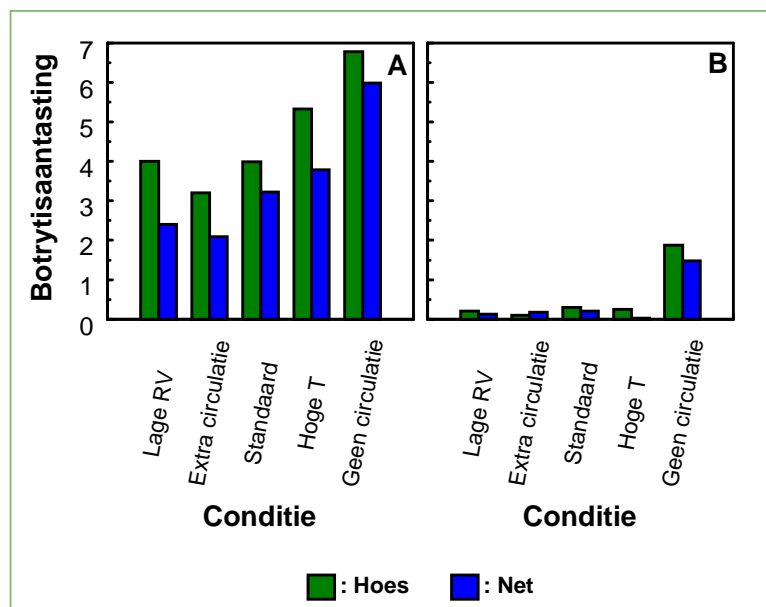 7
6
5
4
3
2
1
0
Botrytisaantasting
A
B
Lage RV
Extra circulatie
Standaard
Hoge T
Geen circulatie
Lage RV
Extra circulatie
Standaard
Hoge T
Geen circulatie
Conditie
Conditie
: Hoes
: Net